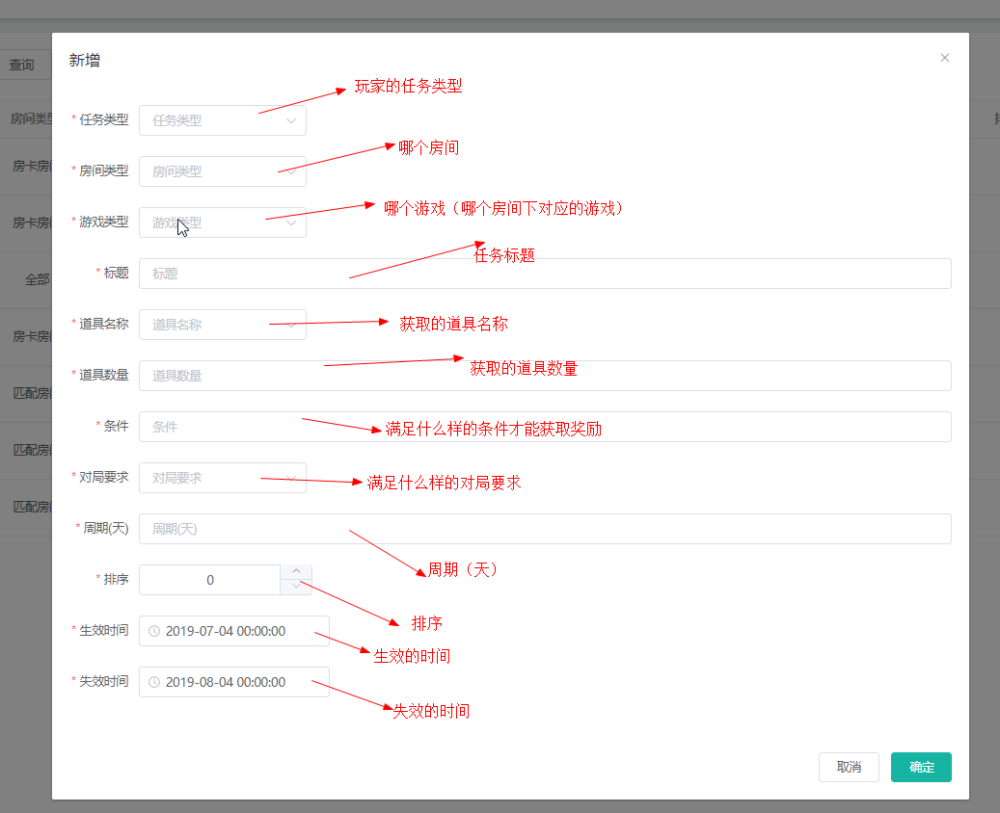 新增
×
查询
玩家的任务类型
房间类型
* 任务类型 任务类型
哪个房间
房卡房间
* 房间类型 房间类型
哪个游戏（哪个房间下对应的游戏）
房卡房间
* 游戏类型 游戏类型
任务标题
全部
* 标题 标题
获取的道具名称
房卡房间
* 道具名称 道具名称
获取的道具数量
匹配房间
* 道具数量 道具数量
* 条件 条件
满足什么样的条件才能获取奖励
匹配房间
* 对局要求 对局要求
满足什么样的对局要求
匹配房间
* 周期(天) 周期(天)
周期（天）
* 排序 0
排序
* 生效时间 2019-07-04 00:00:00
生效的时间
* 失效时间 2019-08-04 00:00:00
失效的时间
取消 确定